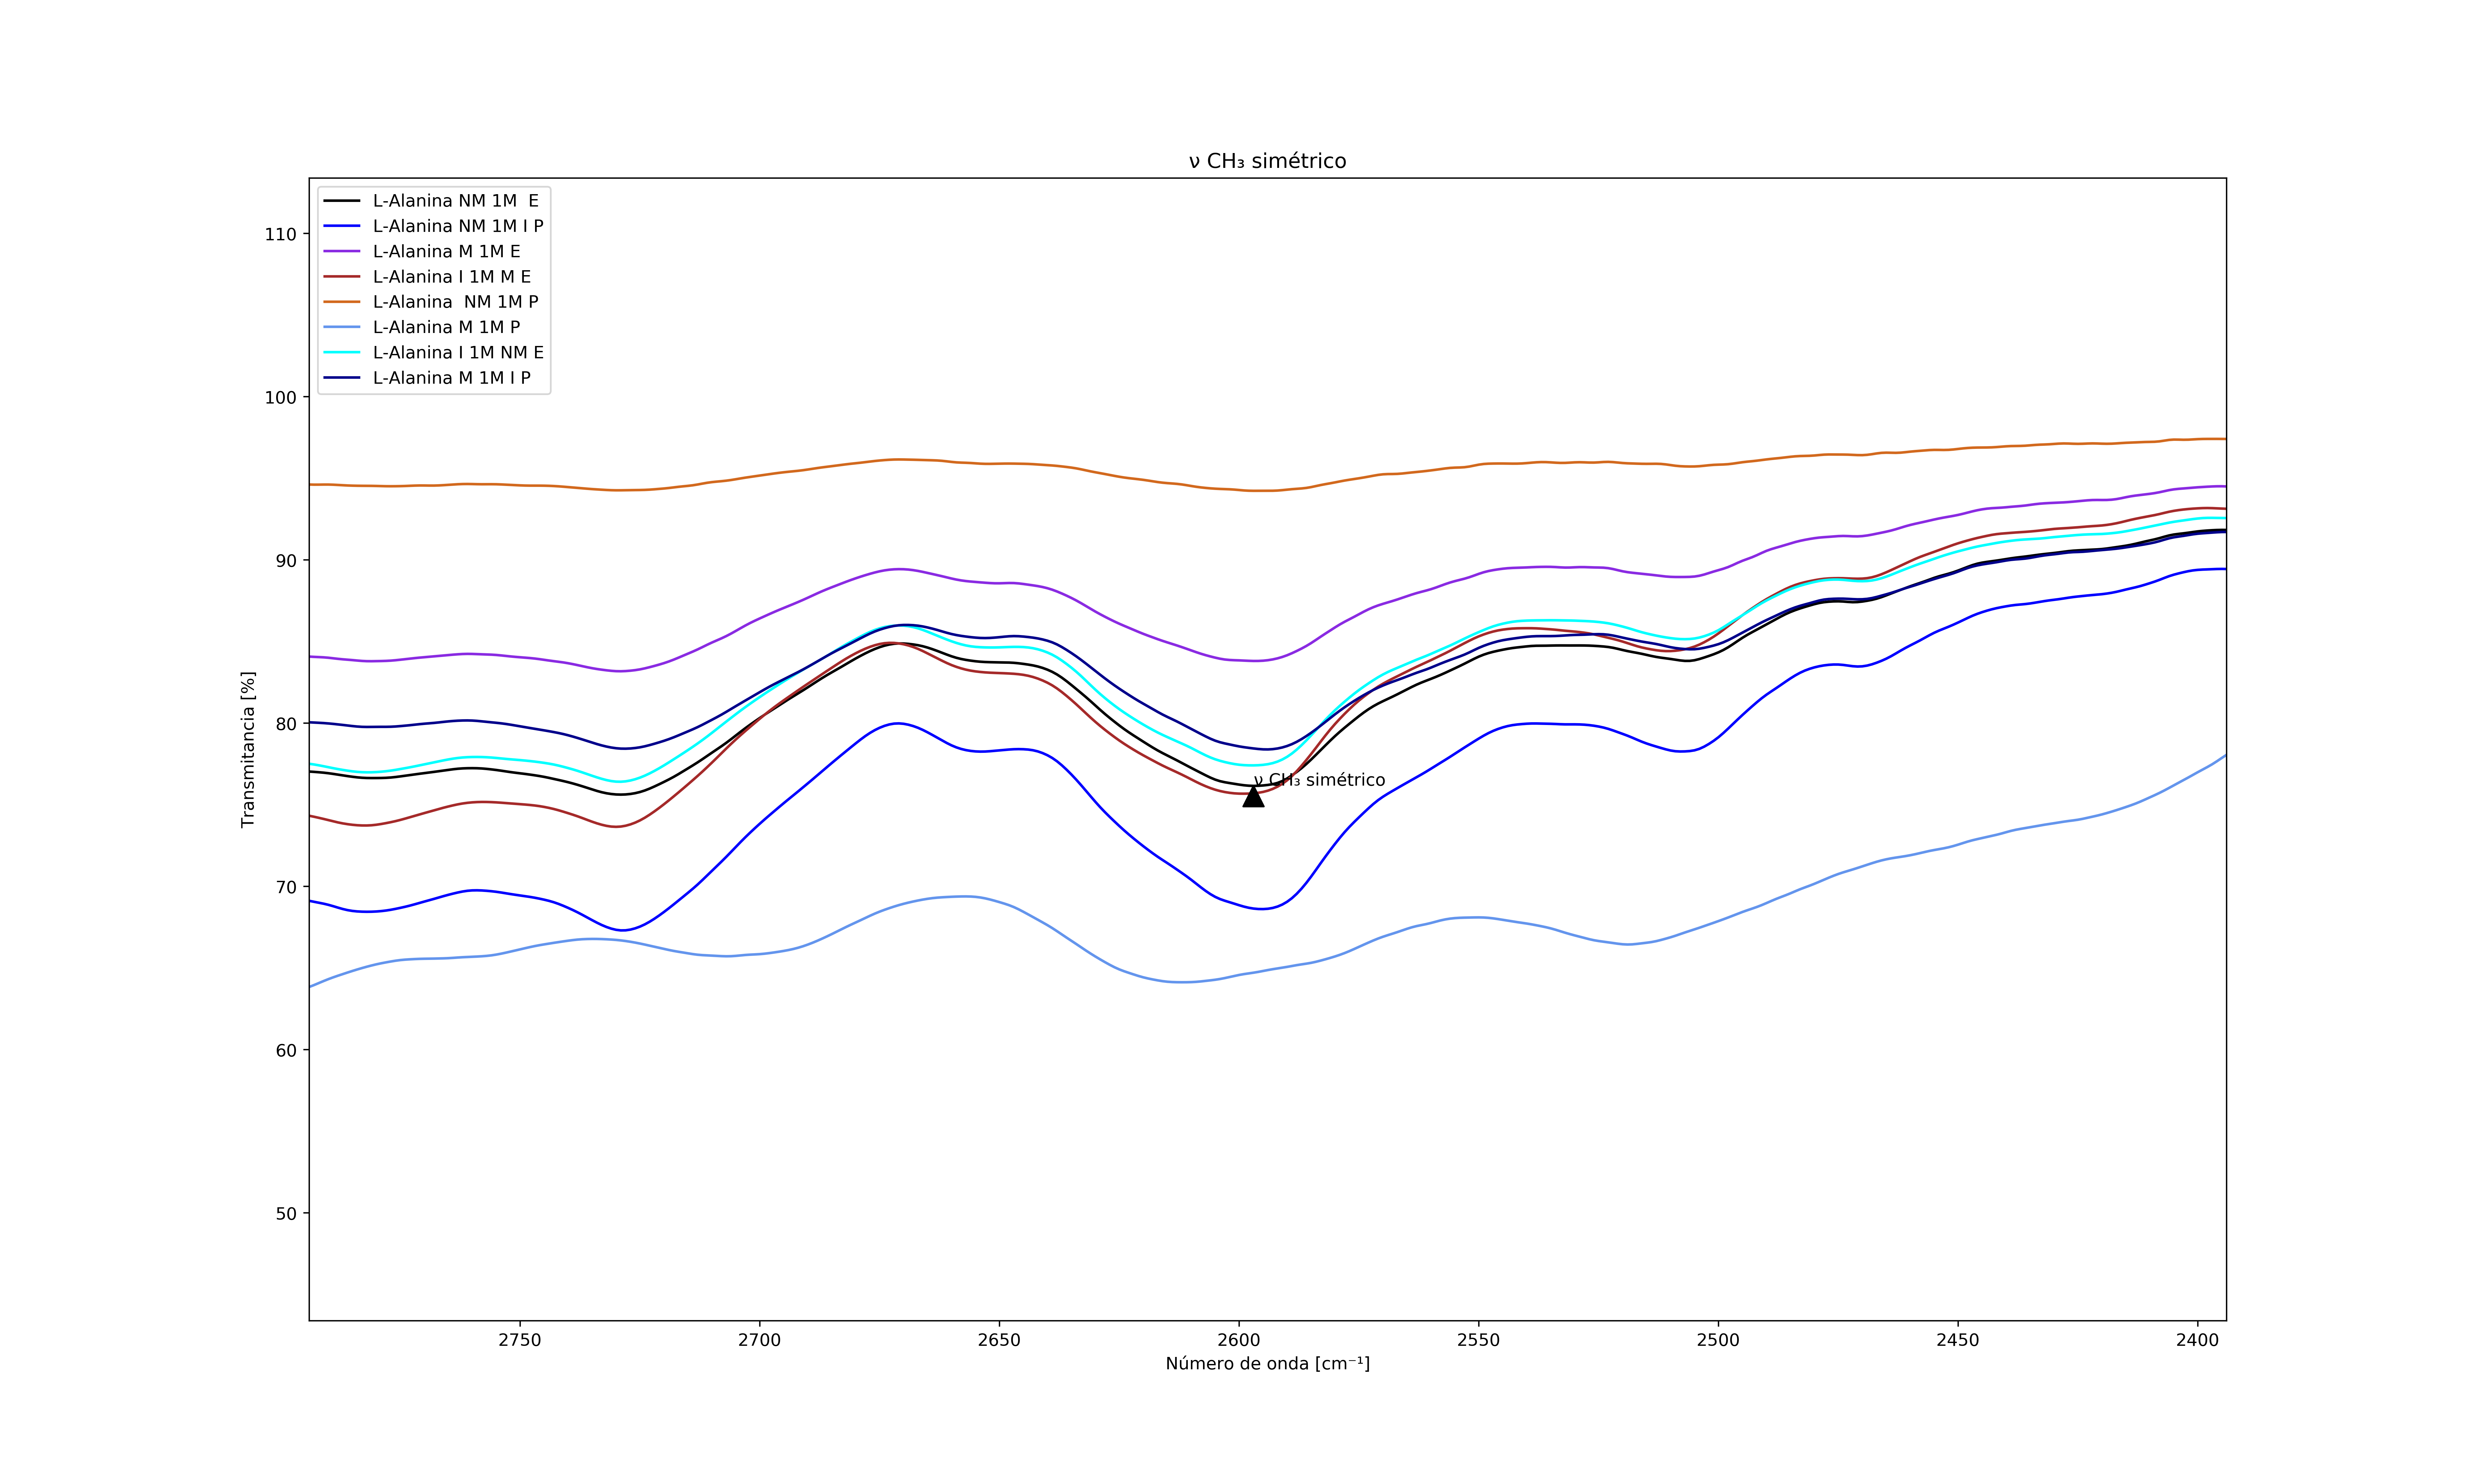 ν CH₃ simétrico
L-Alanina NM 1M  E
L-Alanina NM 1M I P
L-Alanina M 1M E
L-Alanina I 1M M E
L-Alanina  NM 1M P
L-Alanina M 1M P
L-Alanina I 1M NM E
L-Alanina M 1M I P
110
100
90
80
70
60
50
Transmitancia [%]
ν CH₃ simétrico
2750 2700 2650 2600 2550 2500 2450 2400
Número de onda [cm⁻¹]